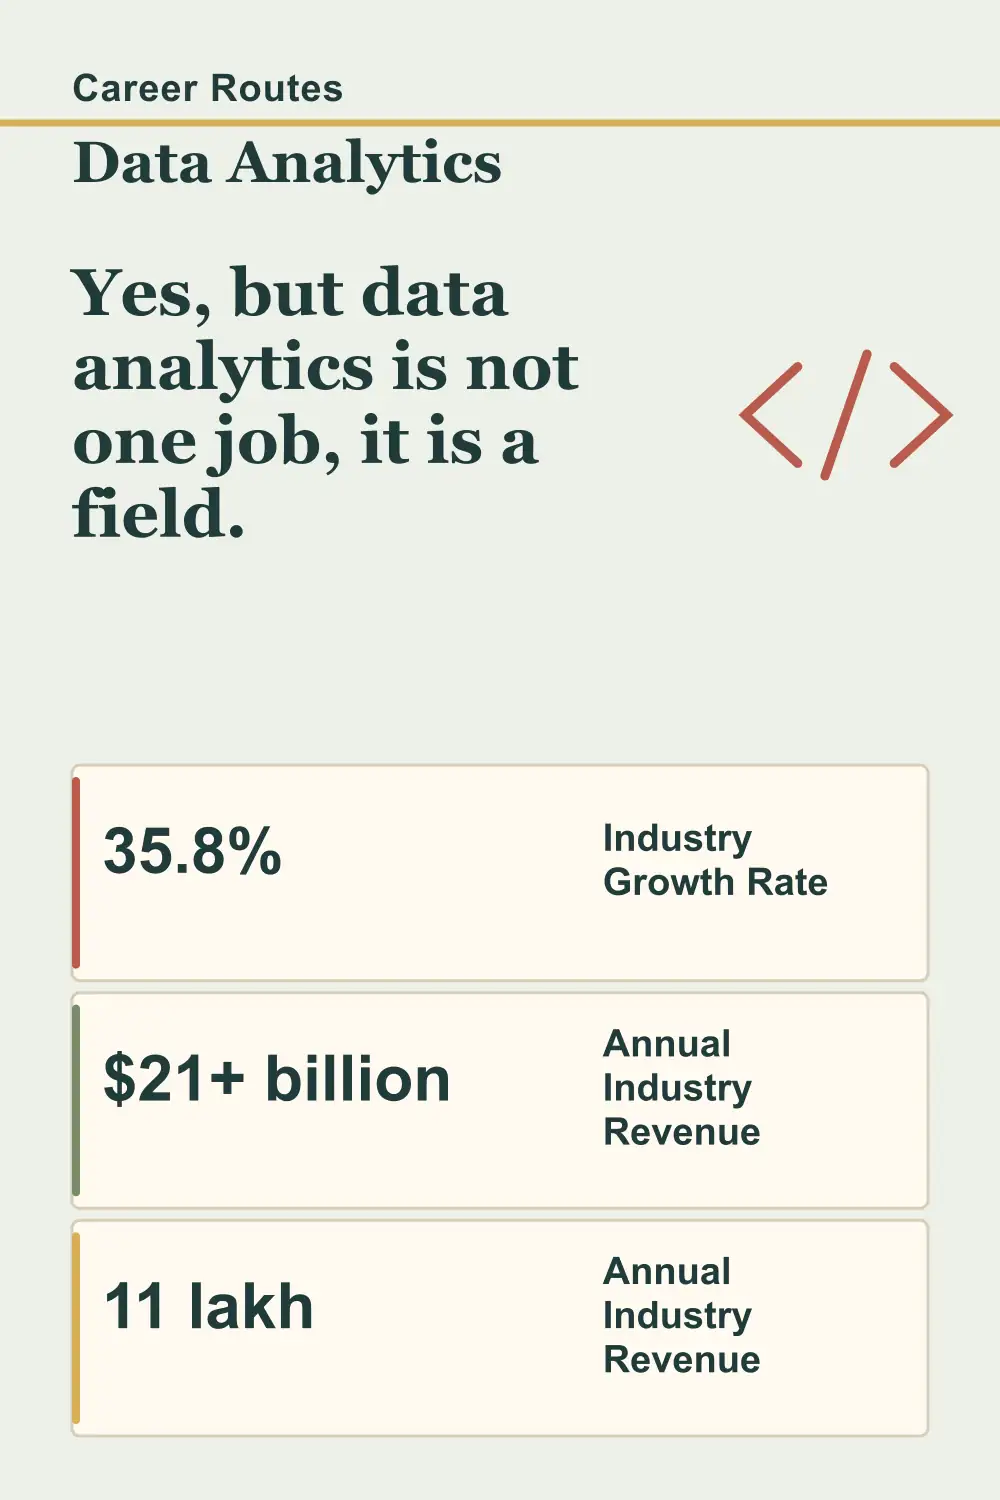 Career Routes
Data Analytics
Yes, but data
analytics is not
one job, it is a
field.
35.8%
Industry
Growth Rate
$21+ billion
Annual
Industry
Revenue
11 lakh
Annual
Industry
Revenue